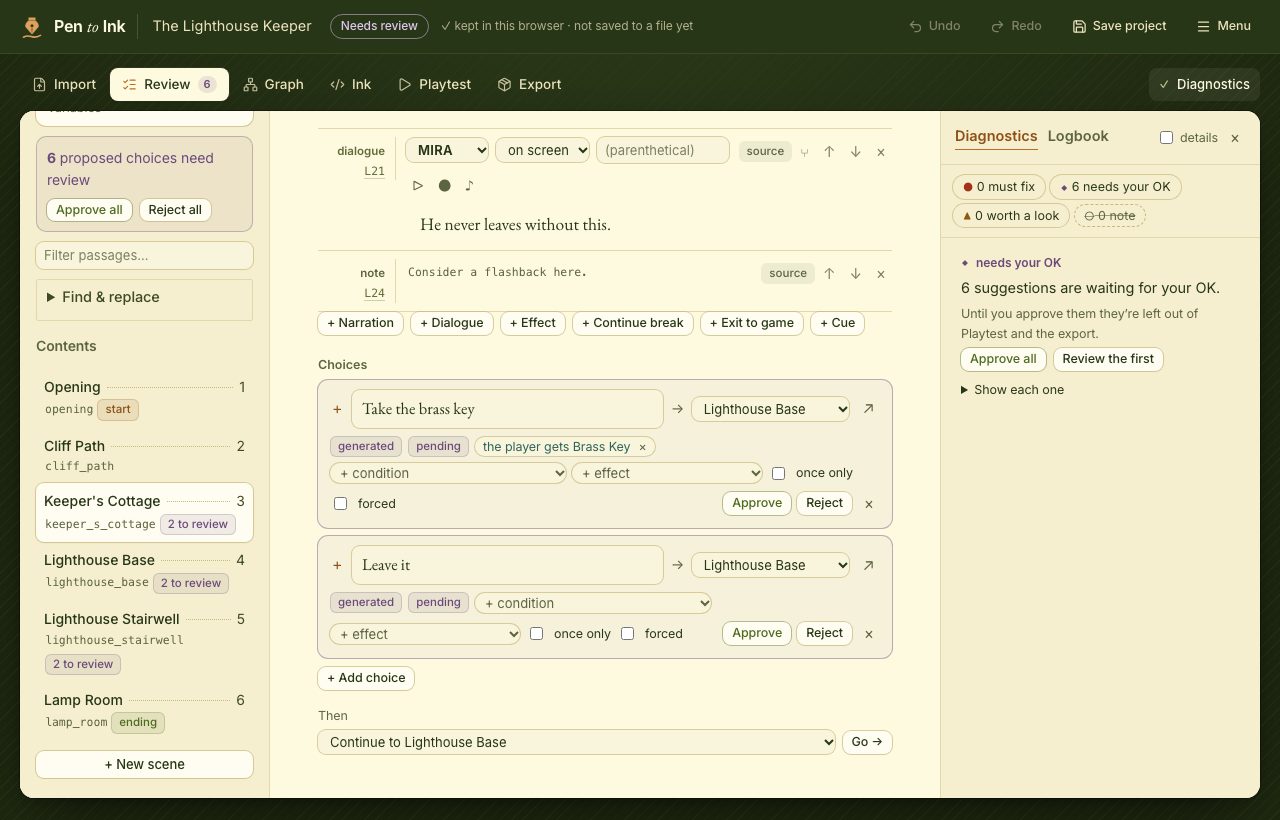 Pen to Ink
The Lighthouse Keeper
Needs review
✓ kept in this browser · not saved to a file yet
Undo
Redo
Save project
Menu
Import
Review 6
Graph
Ink
Playtest
Export
✓ Diagnostics
6 proposed choices need
review
Approve all
Reject all
Filter passages...
▶ Find & replace
Contents
Opening 1
opening start
Cliff Path 2
cliff_path
Keeper's Cottage 3
keeper_s_cottage 2 to review
Lighthouse Base 4
lighthouse_base 2 to review
Lighthouse Stairwell 5
lighthouse_stairwell
2 to review
Lamp Room 6
lamp_room ending
+ New scene
dialogue
L21
MIRA
on screen
(parenthetical)
source
He never leaves without this.
note
L24
Consider a flashback here.
source
+ Narration
+ Dialogue
+ Effect
+ Continue break
+ Exit to game
+ Cue
Choices
+ Take the brass key → Lighthouse Base
generated pending the player gets Brass Key ×
+ condition + effect once only
forced Approve Reject ×
+ Leave it → Lighthouse Base
generated pending + condition
+ effect once only forced Approve Reject ×
+ Add choice
Then
Continue to Lighthouse Base
Go →
Diagnostics
Logbook
details ×
0 must fix
6 needs your OK
0 worth a look
0 note
needs your OK
6 suggestions are waiting for your OK.
Until you approve them they're left out of
Playtest and the export.
Approve all
Review the first
▶ Show each one